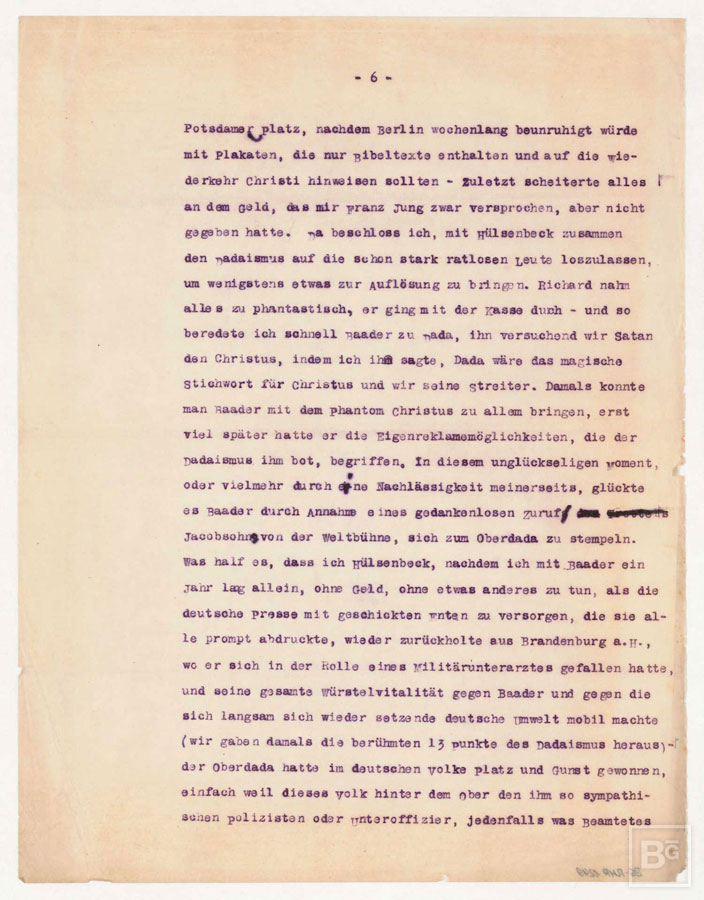 - 6 -
Potsdamer platz, nachdem Berlin wochenlang beunruhigt würde
mit Plakaten, die nur Bibeltexte enthalten und auf die Wie-
derkehr Christi hinweisen sollten - Zuletzt scheiterte alles
an dem Geld, das mir Franz Jung zwar versprochen, aber nicht
gegeben hatte. Da beschloss ich, mit Hülsenbeck zusammen
den Dadaismus auf die schon stark ratlosen Leute loszulassen,
um wenigstens etwas zur Auflösung zu bringen. Richard nahm
alles zu phantastisch, er ging mit der Kasse dunh - und so
beredete ich schnell Baader zu Dada, ihn versuchend wir Satan
den Christus, indem ich ihm sagte, Dada wäre das magische
Stichwort für Christus und wir seine Streiter. Damals konnte
man Baader mit dem Phantom Christus zu allem bringen, erst
viel später hatte er die Eigenreklamemöglichkeiten, die der
Dadaismus ihm bot, begriffen. In diesem unglückseligen Moment,
oder vielmehr durch eine Nachlässigkeit meinerseits, glückte
es Baader durch Annahme eines gedankenlosen Zurufs
Jacobsohns von der Weltbühne, sich zum Oberdada zu stempeln.
Was half es, dass ich Hülsenbeck, nachdem ich mit Baader ein
Jahr lag allein, ohne Geld, ohne etwas anderes zu tun, als die
deutsche Presse mit geschickten Enten zu versorgen, die sie al-
le prompt abdruckte, wieder zurückholte aus Brandenburg a.H.,
wo er sich in der Rolle eines Militärunterarztes gefallen hatte,
und seine gesamte Würstelvitalität gegen Baader und gegen die
sich langsam sich wieder setzende deutsche Umwelt mobil machte
(wir gaben damals die berühmten 13 Punkte des Dadaismus heraus)-
der Oberdada hatte im deutschen Volke Platz und Gunst gewonnen,
einfach weil dieses Volk hinter dem Ober den ihm so sympathi-
schen Polizisten oder Unteroffizier, jedenfalls was Beamtetes
BG